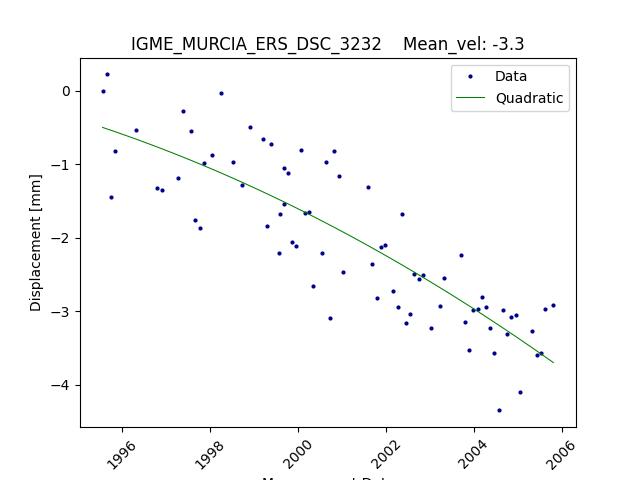 IGME_MURCIA_ERS_DSC_3232    Mean_vel: -3.3
Data
Quadratic
Displacement [mm]
0
−1
−2
−3
−4
1996
1998
2000
2002
2004
2006